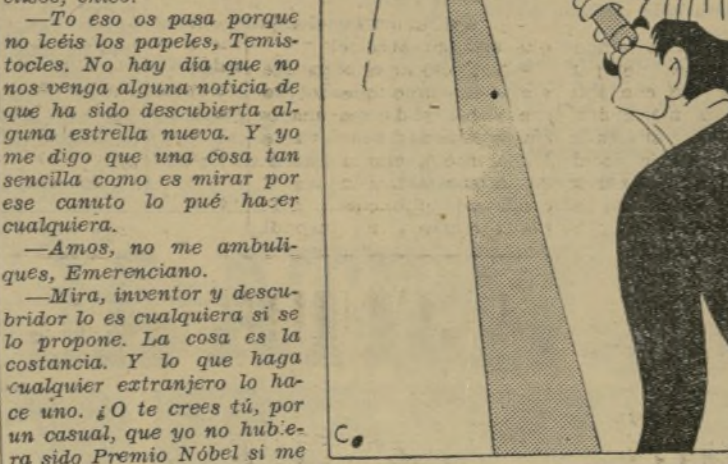 —To eso os pasa porque
no leéis los papeles, Temis-
tocles. No hay día que no
nos venga alguna noticia de
que ha sido descubierta al-
guna estrella nueva. Y yo
me digo que una cosa tan
sencilla como es mirar por
ese canuto lo pué hacer
cualquiera.
—Amos, no me ambuli-
ques, Emerenciano.
—Mira, inventor y descu-
bridor lo es cualquiera si se
lo propone. La cosa es la
costancia. Y lo que haga
cualquier extranjero lo ha-
ce uno. ¿O te crees tú, por
un casual, que yo no hubie-
ra sido Premio Nóbel si me
C.